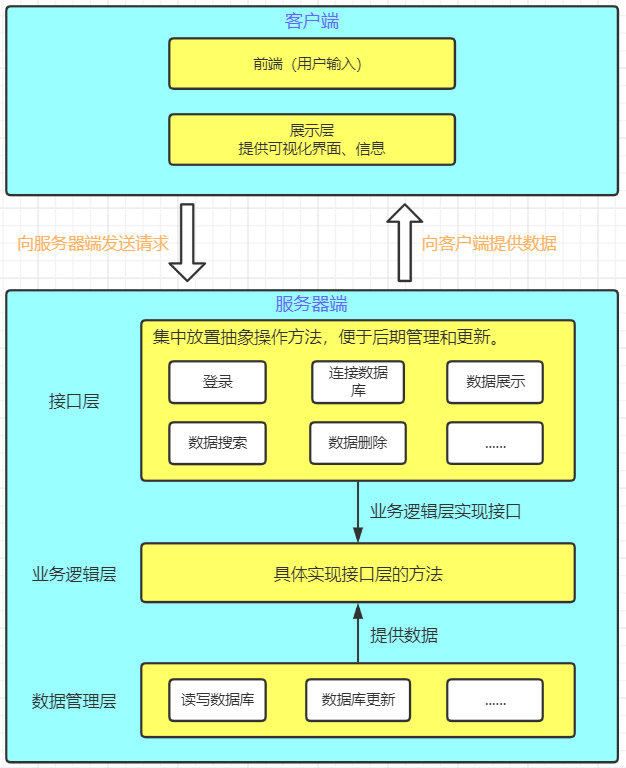 客户端
前端（用户输入）
展示层
提供可视化界面、信息
向服务器端发送请求
向客户端提供数据
服务器端
集中放置抽象操作方法，便于后期管理和更新。
接口层
登录
连接数据
库
数据展示
数据搜索
数据删除
......
业务逻辑层实现接口
业务逻辑层
具体实现接口层的方法
提供数据
数据管理层
读写数据库
数据库更新
......